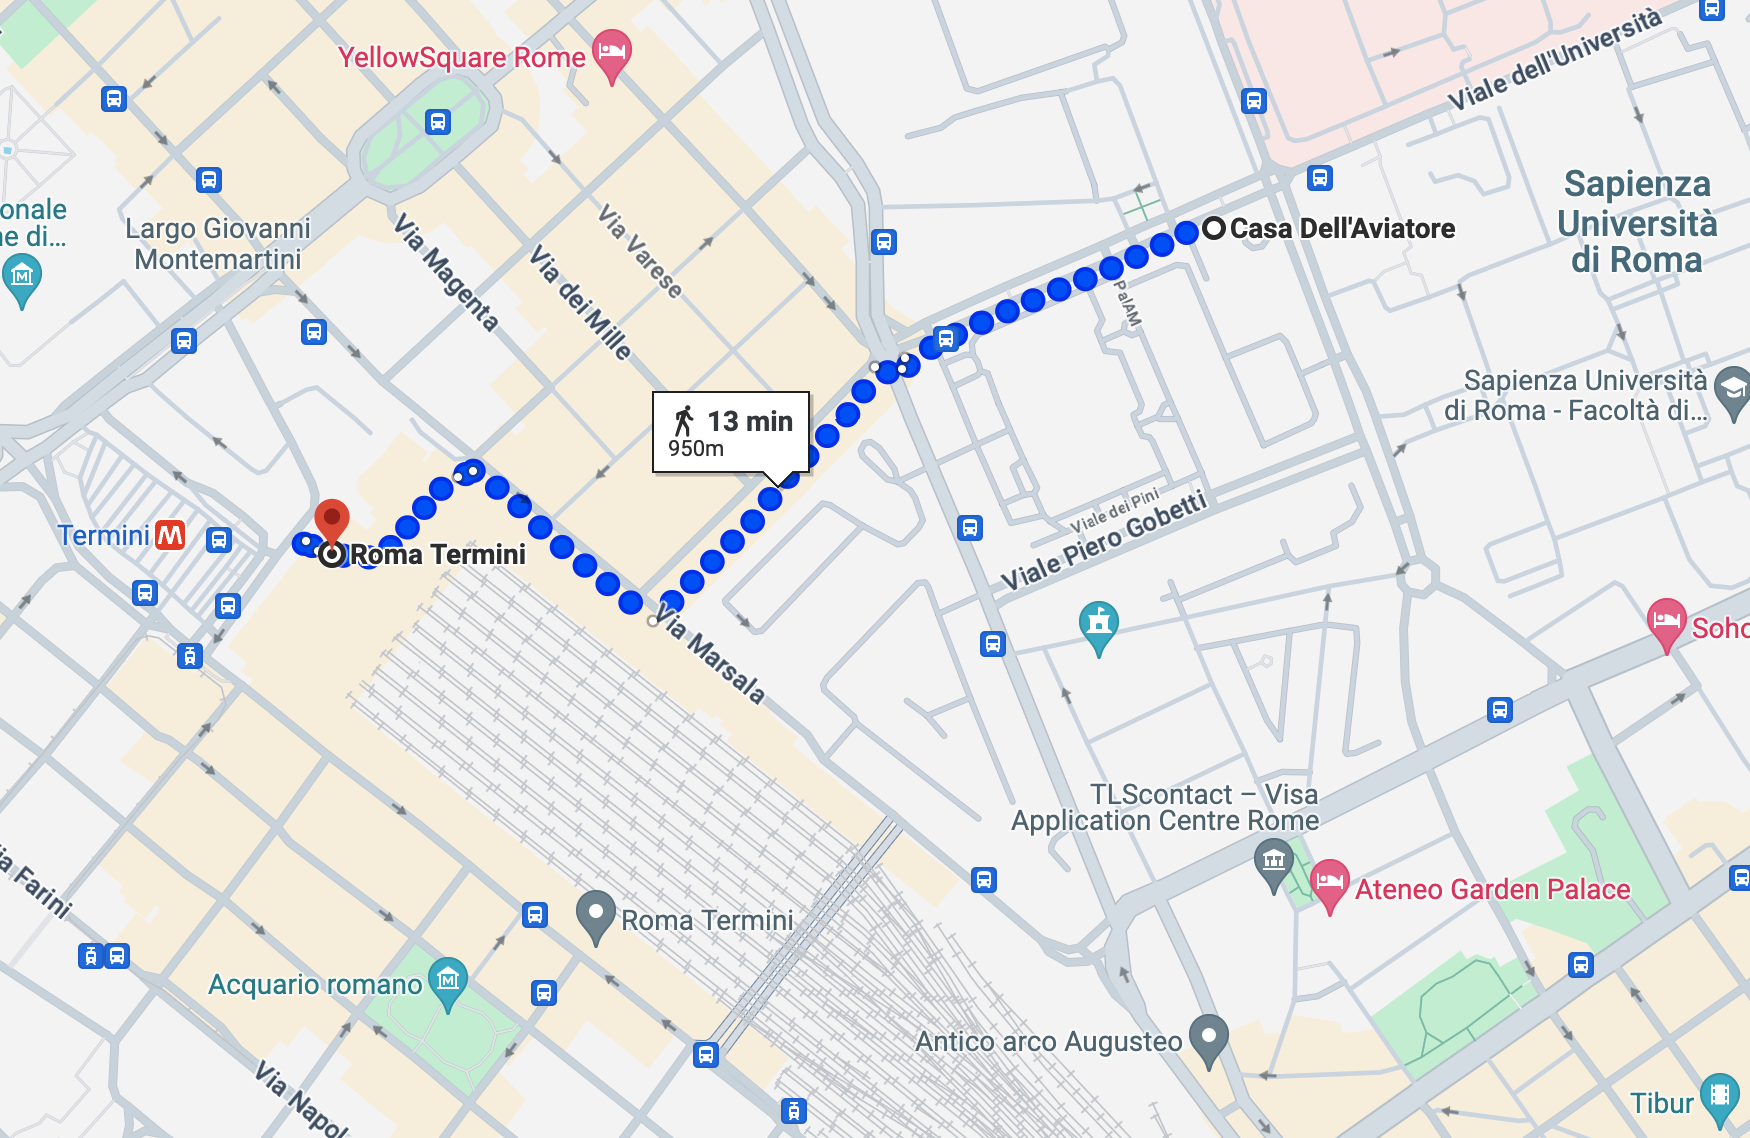 YellowSquare Rome
Viale dell'Università
Sapienza
Università
di Roma
onale
ne di...
Largo Giovanni
Montemartini
Via Magenta
Via dei Mille
Via Varese
Casa Dell'Aviatore
PalAM
13 min
950m
Sapienza Università
di Roma - Facoltà di...
Termini M
Roma Termini
Viale dei Pini
Viale Piero Gobetti
Via Marsala
Soho
TLScontact – Visa
Application Centre Rome
Ateneo Garden Palace
ia Farini
Roma Termini
Acquario romano
Antico arco Augusteo
Via Napol
Tibur